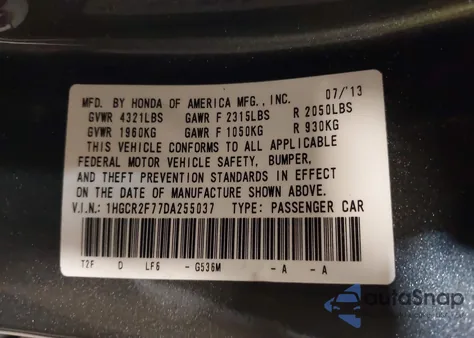 MFD. BY HONDA OF AMERICA MFG., INC. 07/'13
GVWR 4321LBS GAWR F 2315LBS R 2050LBS
GVWR 1960KG GAWR F 1050KG R 930KG
THIS VEHICLE CONFORMS TO ALL APPLICABLE
FEDERAL MOTOR VEHICLE SAFETY, BUMPER,
AND THEFT PREVENTION STANDARDS IN EFFECT
ON THE DATE OF MANUFACTURE SHOWN ABOVE.
V.I.N.: 1HGCR2F77DA255037 TYPE: PASSENGER CAR
T2F D LF6 - G536M - A - A
autoSnap